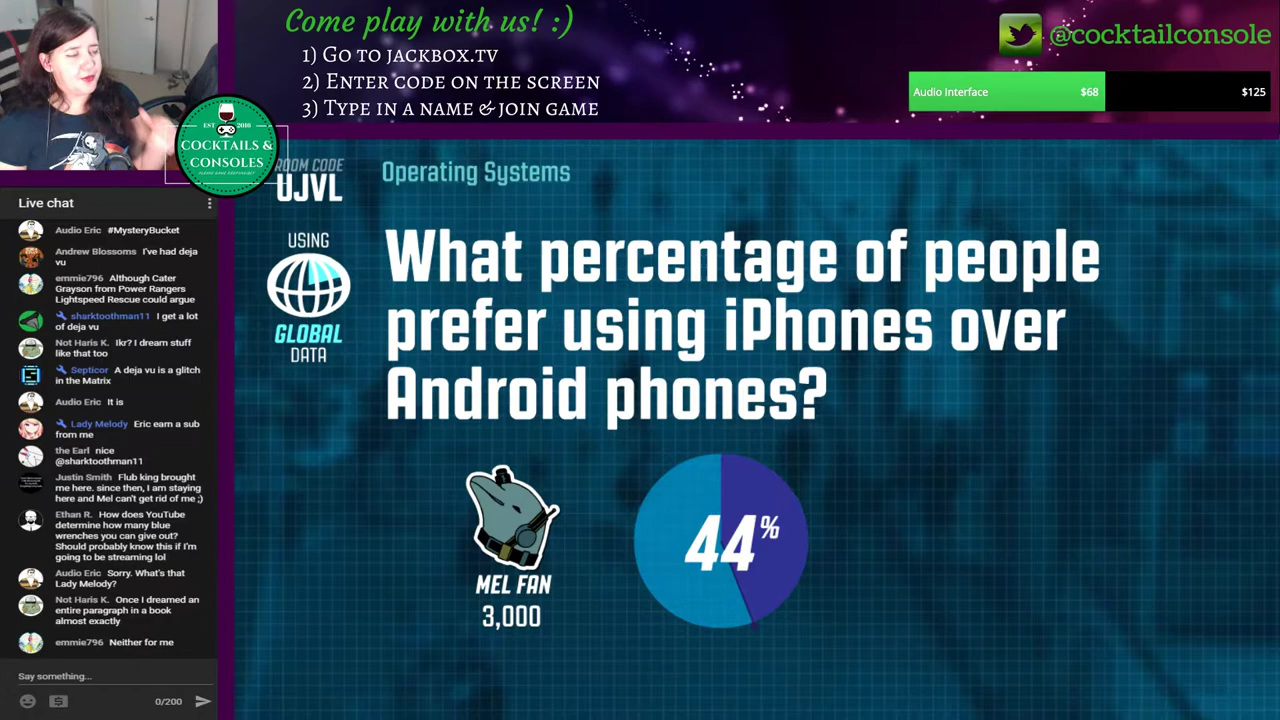 Come play with us! :)
1) Go to jackbox.tv
2) Enter code on the screen
3) Type in a name & join game
@cocktailconsole
Audio Interface $68 $125
EST 2016
COCKTAILS &
CONSOLES
ROOM CODE
UJVL
Operating Systems
USING
GLOBAL
DATA
What percentage of people
prefer using iPhones over
Android phones?
MEL FAN
3,000
44%
Live chat
Audio Eric #MysteryBucket
Andrew Blossoms I've had deja
vu
emmie796 Although Cater
Grayson from Power Rangers
Lightspeed Rescue could argue
sharktoothman11 I get a lot
of deja vu
Not Haris K. Ikr? I dream stuff
like that too
Septicor A deja vu is a glitch
in the Matrix
Audio Eric It is
Lady Melody Eric earn a sub
from me
the Earl nice
@sharktoothman11
Justin Smith Flub king brought
me here. since then, I am staying
here and Mel can't get rid of me ;)
Ethan R. How does YouTube
determine how many blue
wrenches you can give out?
Should probably know this if I'm
going to be streaming lol
Audio Eric Sorry. What's that
Lady Melody?
Not Haris K. Once I dreamed an
entire paragraph in a book
almost exactly
emmie796 Neither for me
Say something...
0/200